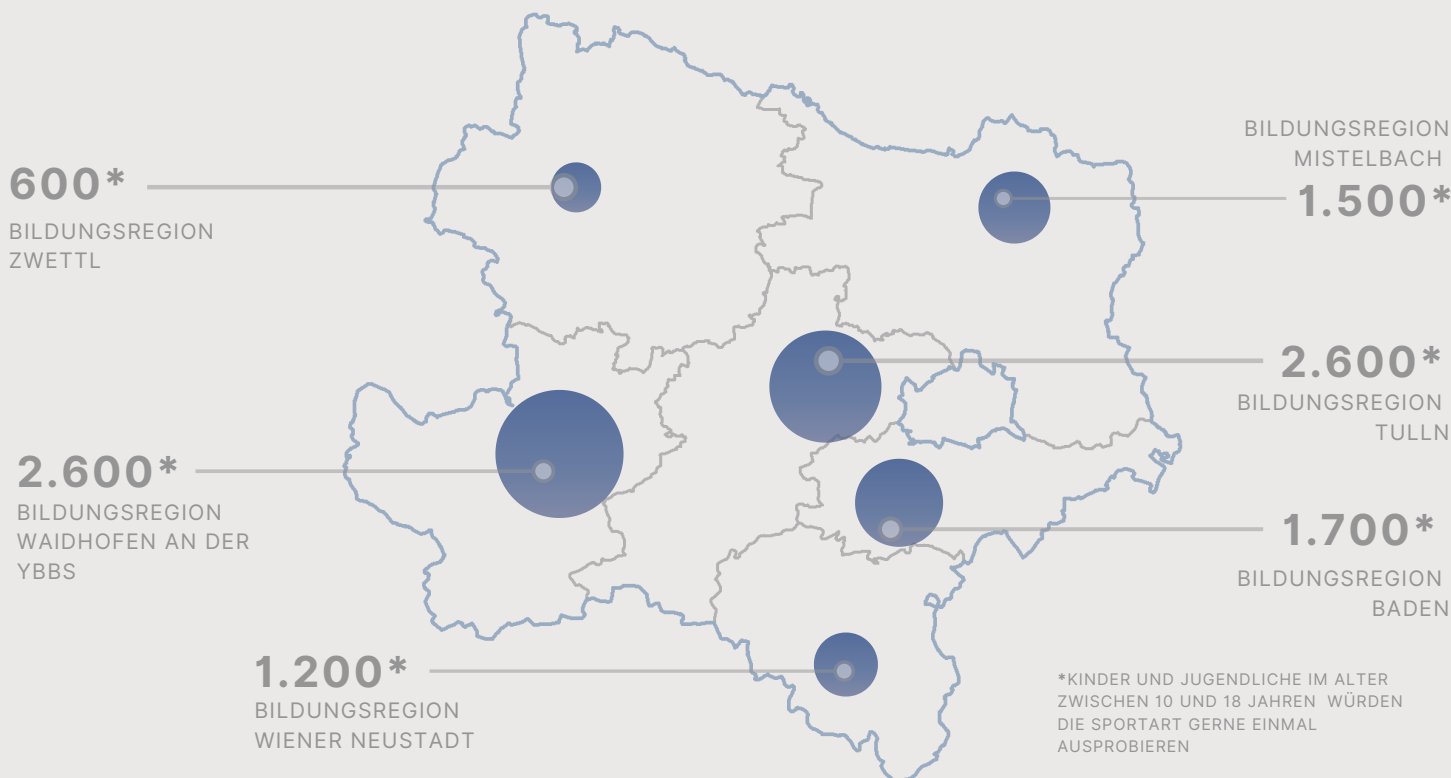 600*
BILDUNGSREGION
ZWETTL
BILDUNGSREGION
MISTELBACH
1.500*
2.600*
BILDUNGSREGION
TULLN
2.600*
BILDUNGSREGION
WAIDHOFEN AN DER
YBBS
1.700*
BILDUNGSREGION
BADEN
1.200*
BILDUNGSREGION
WIENER NEUSTADT
*KINDER UND JUGENDLICHE IM ALTER
ZWISCHEN 10 UND 18 JAHREN WÜRDEN
DIE SPORTART GERNE EINMAL
AUSPROBIEREN